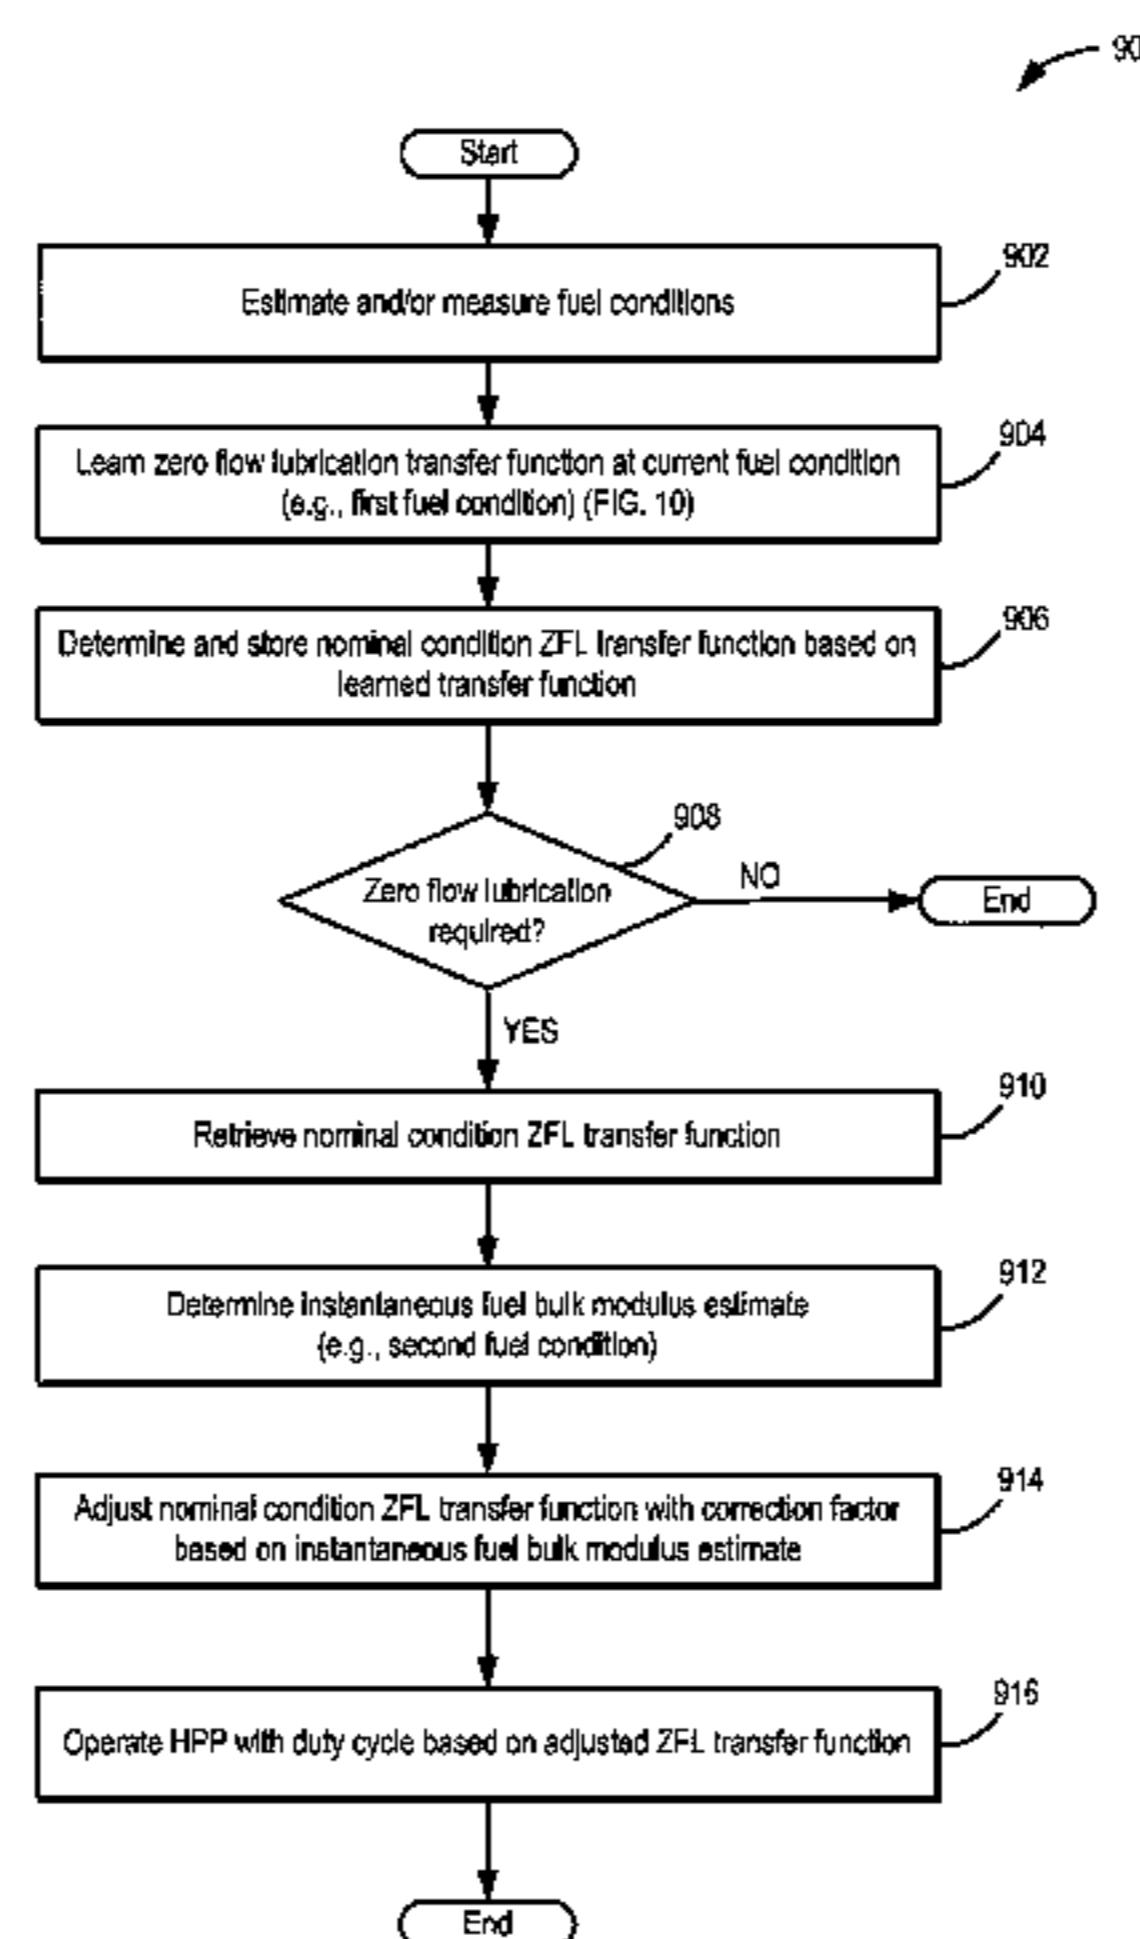 90
Start
902
Estimate and/or measure fuel conditions
904
Learn zero flow lubrication transfer function at current fuel condition
(e.g., first fuel condition) (FIG. 10)
906
Determine and store nominal condition ZFL transfer function based on
learned transfer function
908
Zero flow lubrication
required?
NO
End
YES
910
Retrieve nominal condition ZFL transfer function
912
Determine instantaneous fuel bulk modulus estimate
(e.g., second fuel condition)
914
Adjust nominal condition ZFL transfer function with correction factor
based on instantaneous fuel bulk modulus estimate
916
Operate HPP with duty cycle based on adjusted ZFL transfer function
End